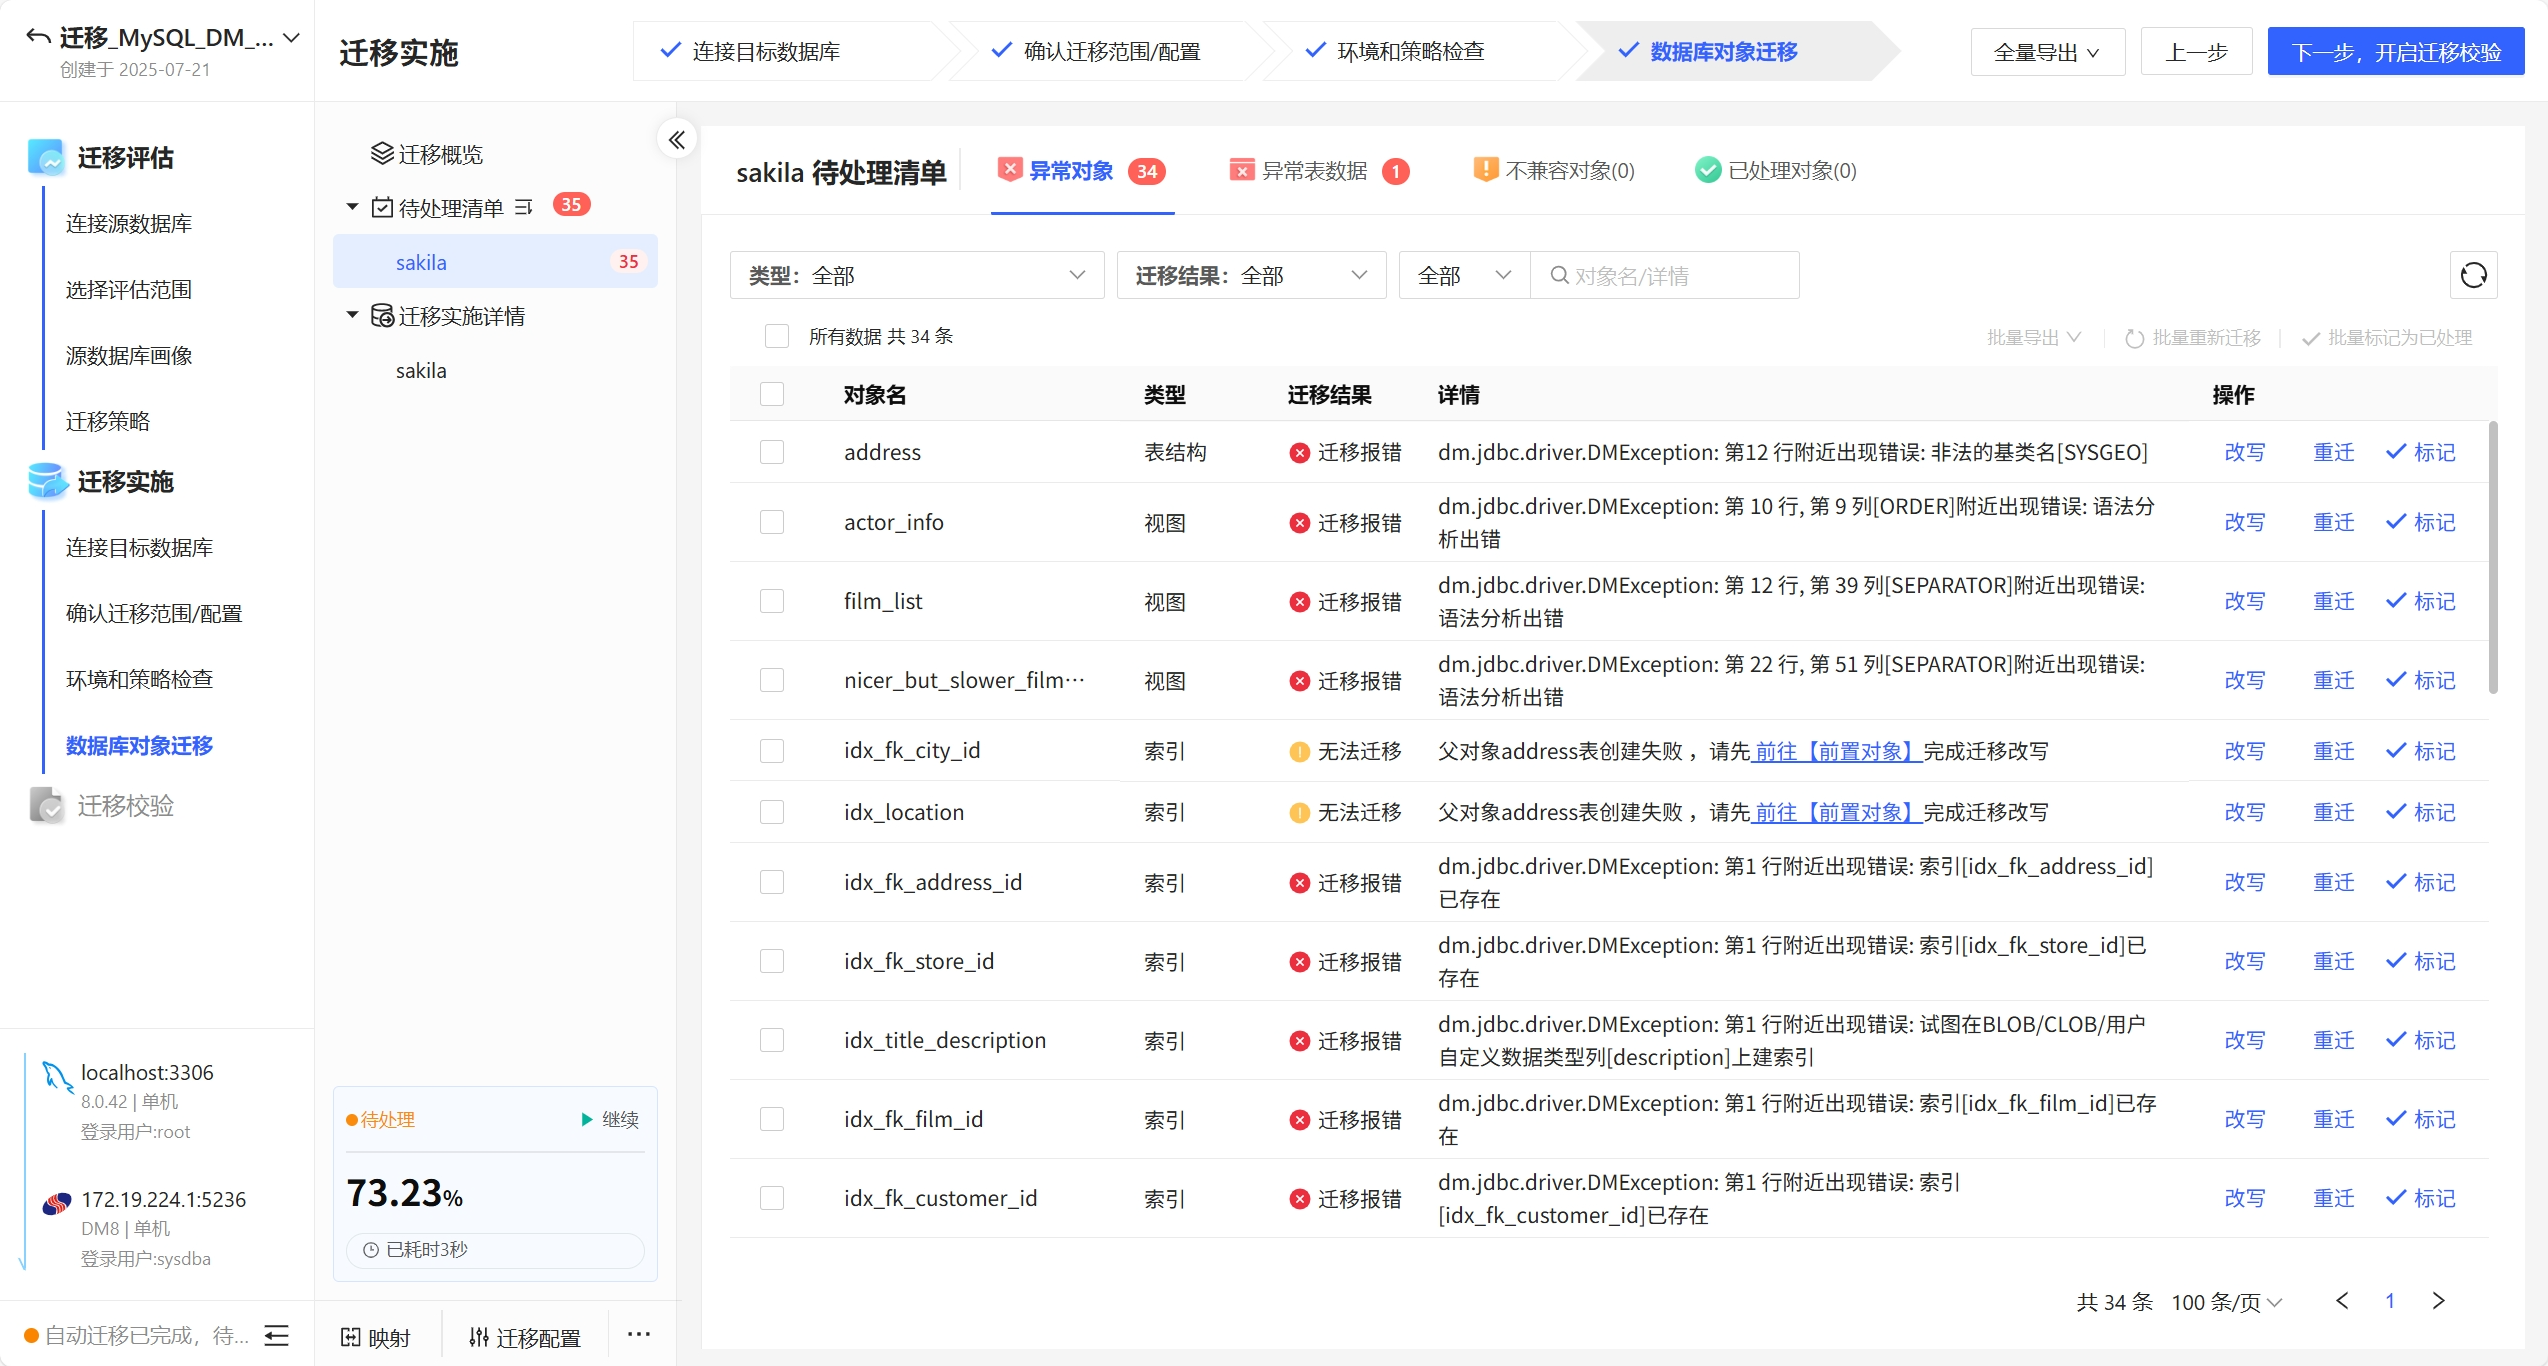 迁移_MySQL_DM_...
创建于 2025-07-21
迁移评估
连接源数据库
选择评估范围
源数据库画像
迁移策略
迁移实施
连接目标数据库
确认迁移范围/配置
环境和策略检查
数据库对象迁移
迁移校验
localhost:3306
8.0.42 | 单机
登录用户:root
172.19.224.1:5236
DM8 | 单机
登录用户:sysdba
自动迁移已完成，待...
迁移实施
连接目标数据库
确认迁移范围/配置
环境和策略检查
数据库对象迁移
全量导出
上一步
下一步，开启迁移校验
迁移概览
待处理清单 35
sakila 35
迁移实施详情
sakila
待处理 继续
73.23%
已耗时3秒
映射 迁移配置 ...
sakila 待处理清单
异常对象 34
异常表数据 1
不兼容对象(0)
已处理对象(0)
类型：全部
迁移结果：全部
全部
对象名/详情
所有数据 共 34 条
批量导出 批量重新迁移 批量标记为已处理
对象名 类型 迁移结果 详情 操作
address 表结构 迁移报错 dm.jdbc.driver.DMException: 第12 行附近出现错误: 非法的基类名[SYSGEO] 改写 重迁 标记
actor_info 视图 迁移报错 dm.jdbc.driver.DMException: 第 10 行, 第 9 列[ORDER]附近出现错误: 语法分
析出错 改写 重迁 标记
film_list 视图 迁移报错 dm.jdbc.driver.DMException: 第 12 行, 第 39 列[SEPARATOR]附近出现错误:
语法分析出错 改写 重迁 标记
nicer_but_slower_film… 视图 迁移报错 dm.jdbc.driver.DMException: 第 22 行, 第 51 列[SEPARATOR]附近出现错误:
语法分析出错 改写 重迁 标记
idx_fk_city_id 索引 无法迁移 父对象address表创建失败 ，请先 前往【前置对象】完成迁移改写 改写 重迁 标记
idx_location 索引 无法迁移 父对象address表创建失败 ，请先 前往【前置对象】完成迁移改写 改写 重迁 标记
idx_fk_address_id 索引 迁移报错 dm.jdbc.driver.DMException: 第1 行附近出现错误: 索引[idx_fk_address_id]
已存在 改写 重迁 标记
idx_fk_store_id 索引 迁移报错 dm.jdbc.driver.DMException: 第1 行附近出现错误: 索引[idx_fk_store_id]已
存在 改写 重迁 标记
idx_title_description 索引 迁移报错 dm.jdbc.driver.DMException: 第1 行附近出现错误: 试图在BLOB/CLOB/用户
自定义数据类型列[description]上建索引 改写 重迁 标记
idx_fk_film_id 索引 迁移报错 dm.jdbc.driver.DMException: 第1 行附近出现错误: 索引[idx_fk_film_id]已存
在 改写 重迁 标记
idx_fk_customer_id 索引 迁移报错 dm.jdbc.driver.DMException: 第1 行附近出现错误: 索引
[idx_fk_customer_id]已存在 改写 重迁 标记
共 34 条 100 条/页 1